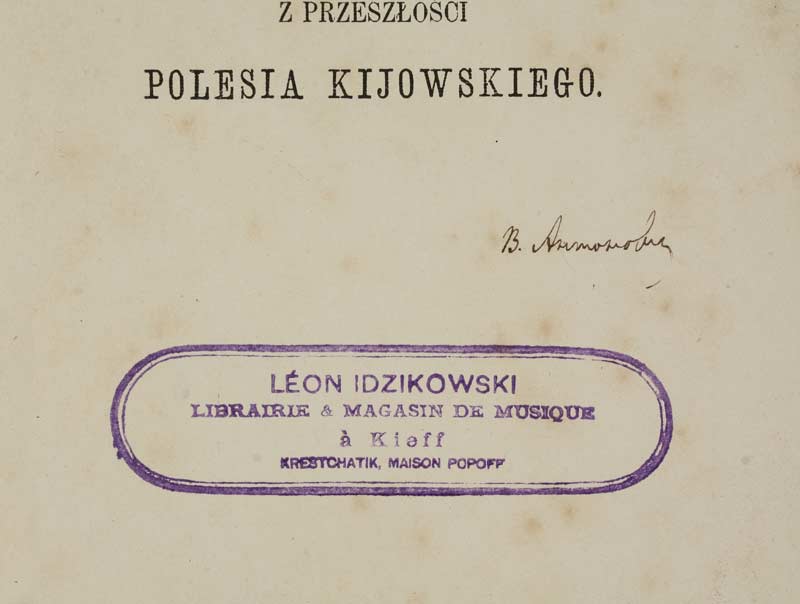 Z PRZESZŁOŚCI
POLESIA KIJOWSKIEGO.
В.
LÉON IDZIKOWSKI
LIBRAIRIE & MAGASIN DE MUSIQUE
à Kieff
KRESTCHATIK, MAISON POPOFF